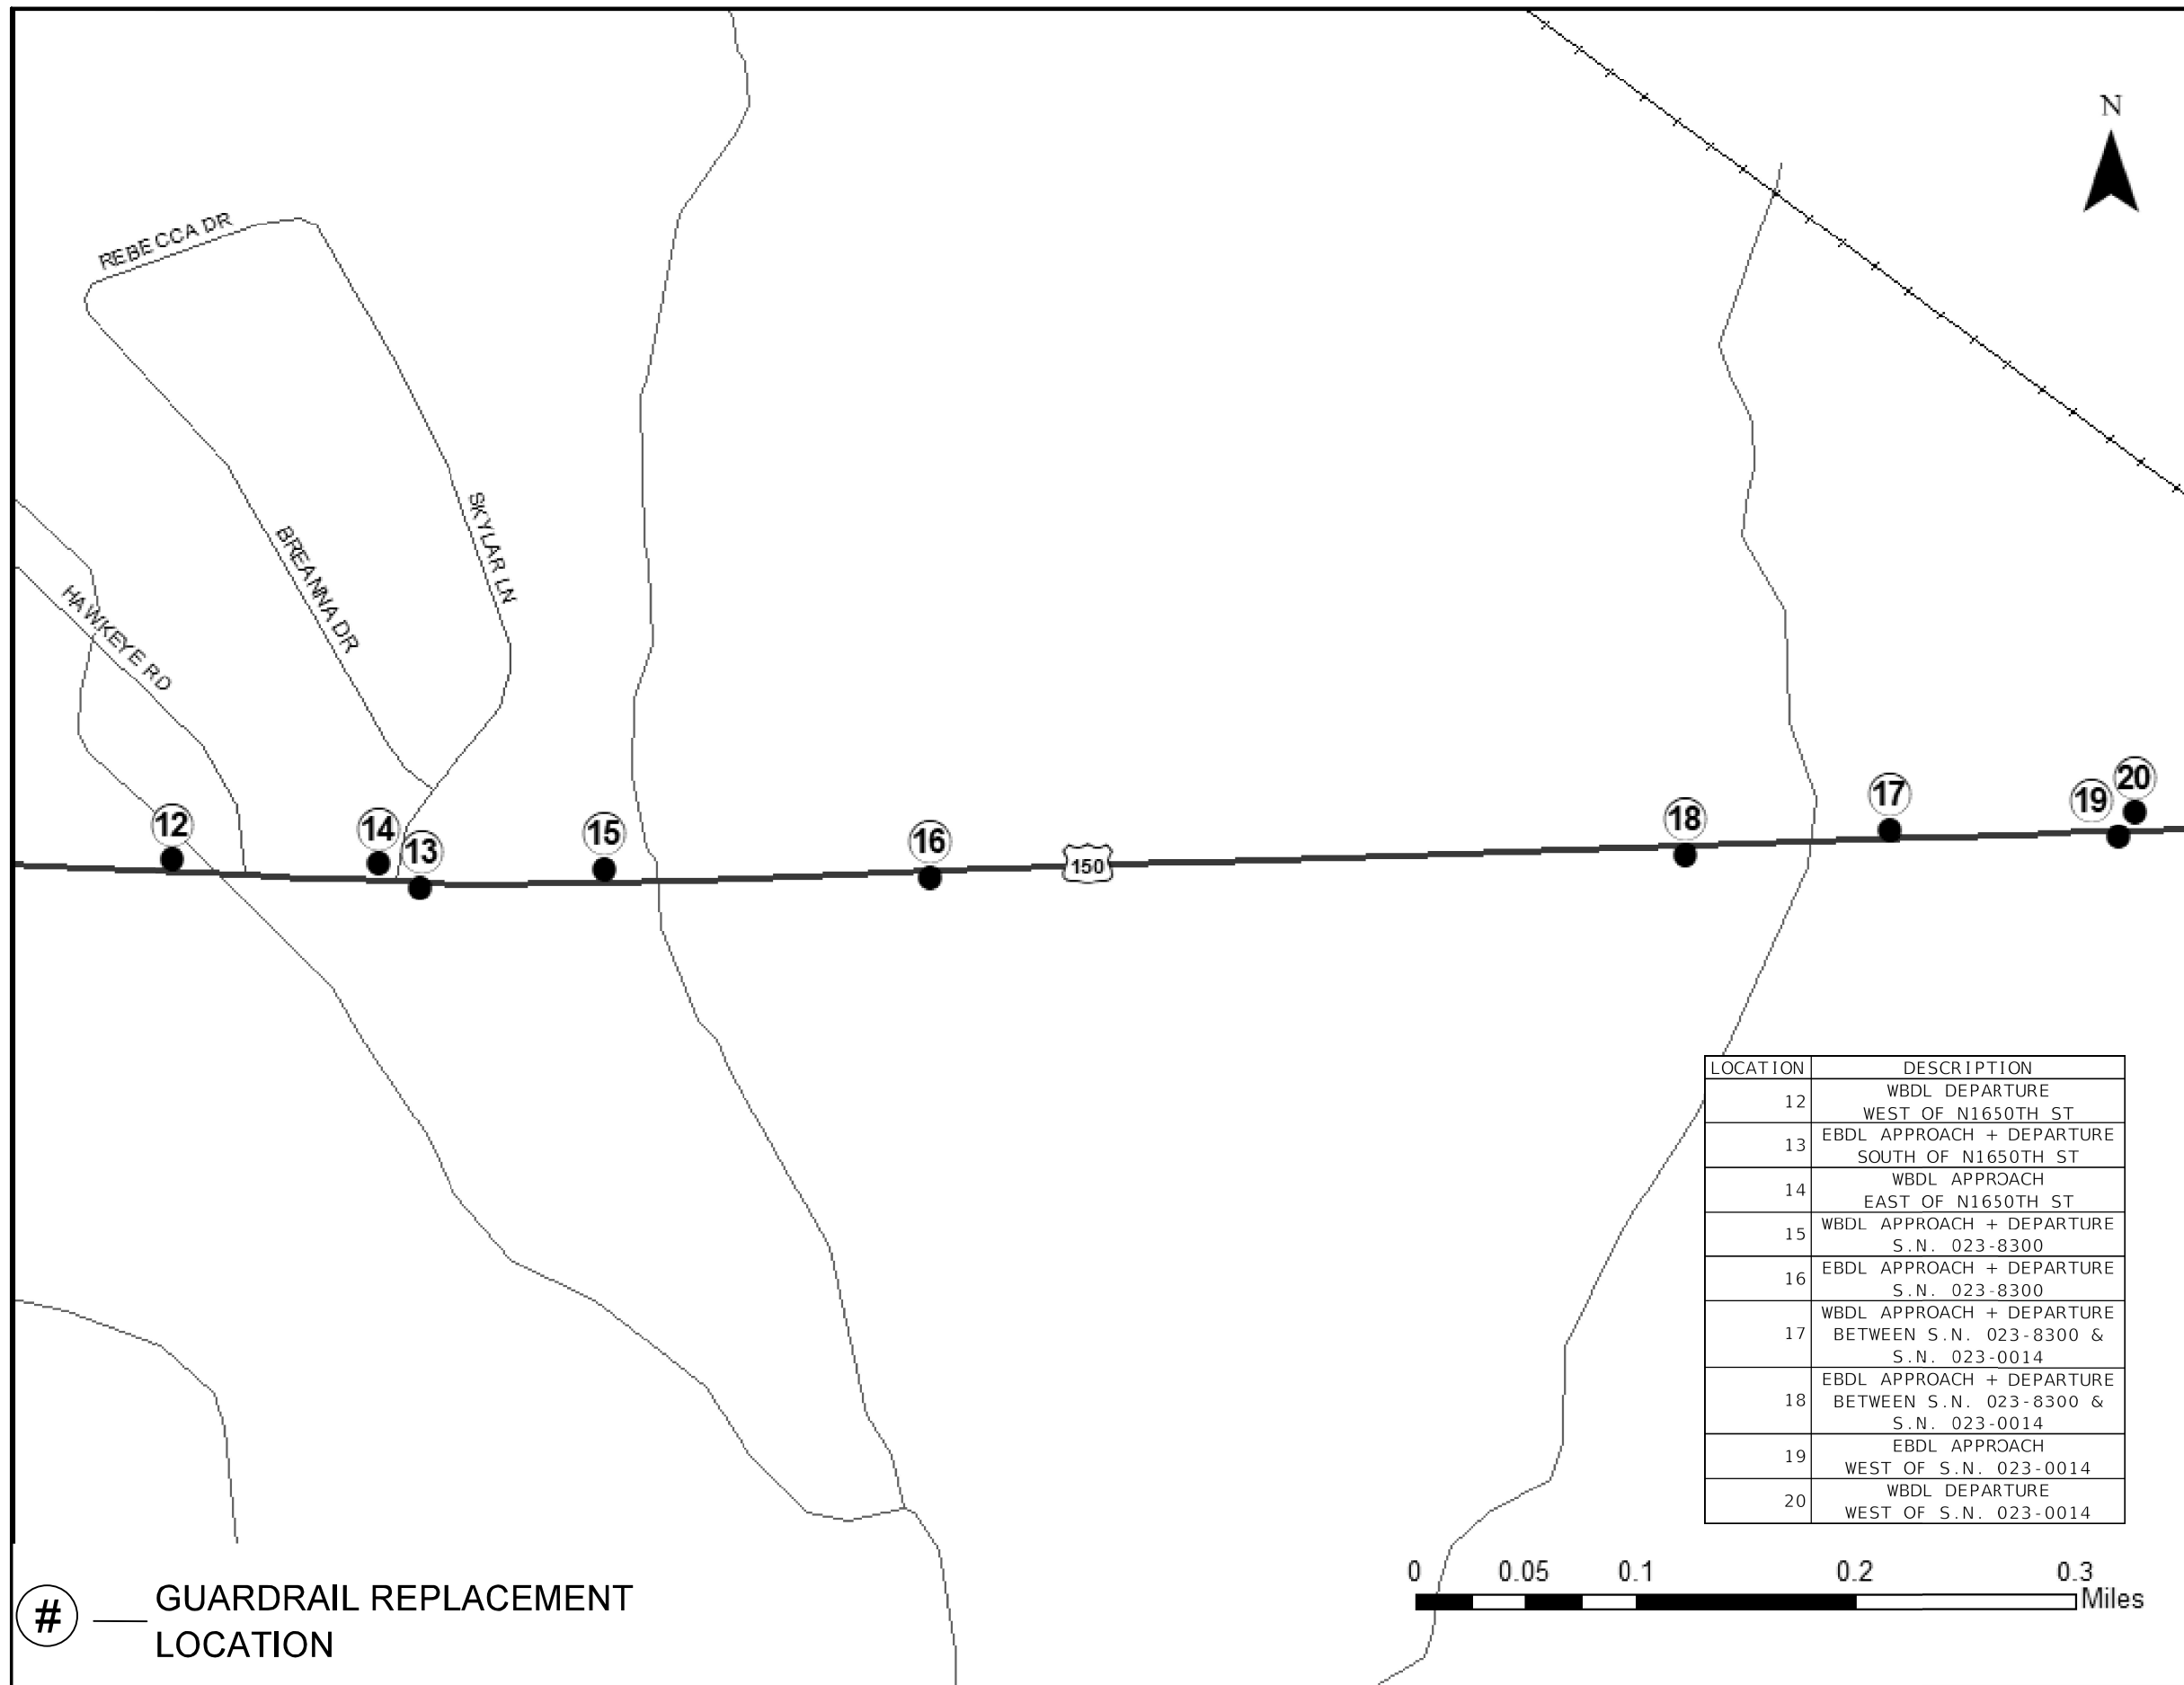 N
REBECCA DR
SKYLAR LN
BREANNA DR
HAWKEYE RD
12
14
13
15
16
150
18
17
19
20
LOCATION DESCRIPTION
12 WBDL DEPARTURE
WEST OF N1650TH ST
13 EBDL APPROACH + DEPARTURE
SOUTH OF N1650TH ST
14 WBDL APPROACH
EAST OF N1650TH ST
15 WBDL APPROACH + DEPARTURE
S.N. 023-8300
16 EBDL APPROACH + DEPARTURE
S.N. 023-8300
17 WBDL APPROACH + DEPARTURE
BETWEEN S.N. 023-8300 &
S.N. 023-0014
18 EBDL APPROACH + DEPARTURE
BETWEEN S.N. 023-8300 &
S.N. 023-0014
19 EBDL APPROACH
WEST OF S.N. 023-0014
20 WBDL DEPARTURE
WEST OF S.N. 023-0014
0 0.05 0.1 0.2 0.3
Miles
# GUARDRAIL REPLACEMENT
LOCATION